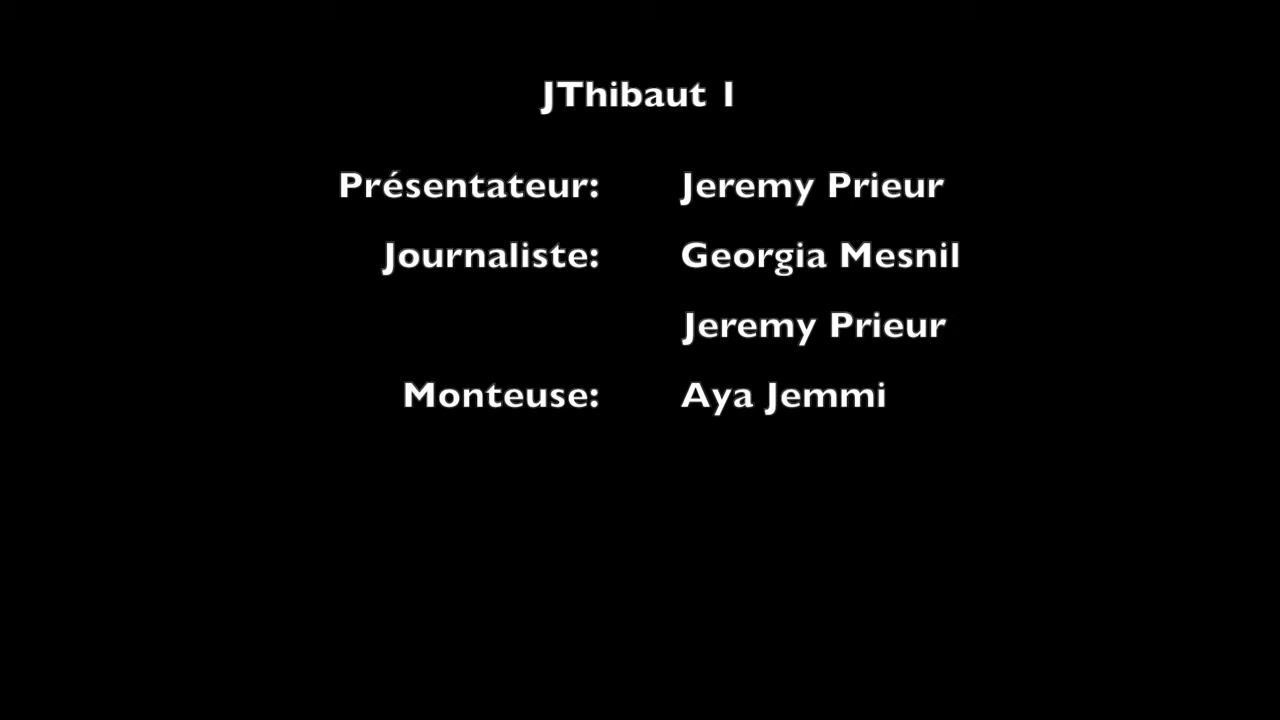 JThibaut 1
Présentateur: Jeremy Prieur
Journaliste: Georgia Mesnil
Jeremy Prieur
Monteuse: Aya Jemmi